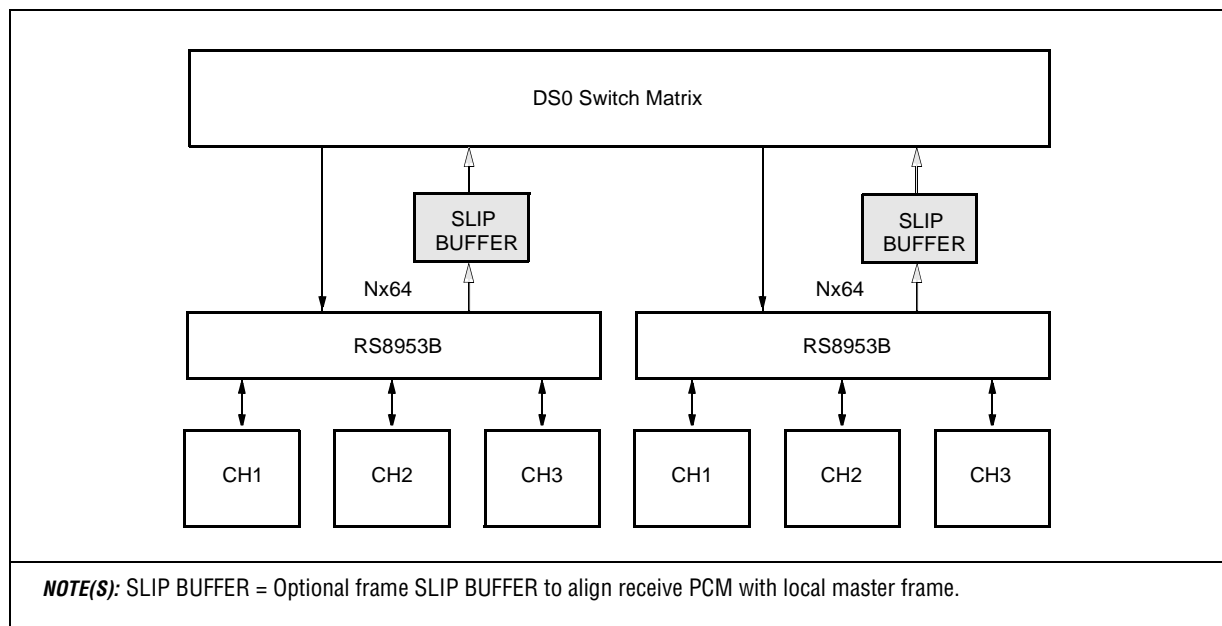 DS0 Switch Matrix
SLIP
BUFFER
SLIP
BUFFER
Nx64
Nx64
RS8953B
RS8953B
CH1
CH2
CH3
CH1
CH2
CH3
NOTE(S): SLIP BUFFER = Optional frame SLIP BUFFER to align receive PCM with local master frame.